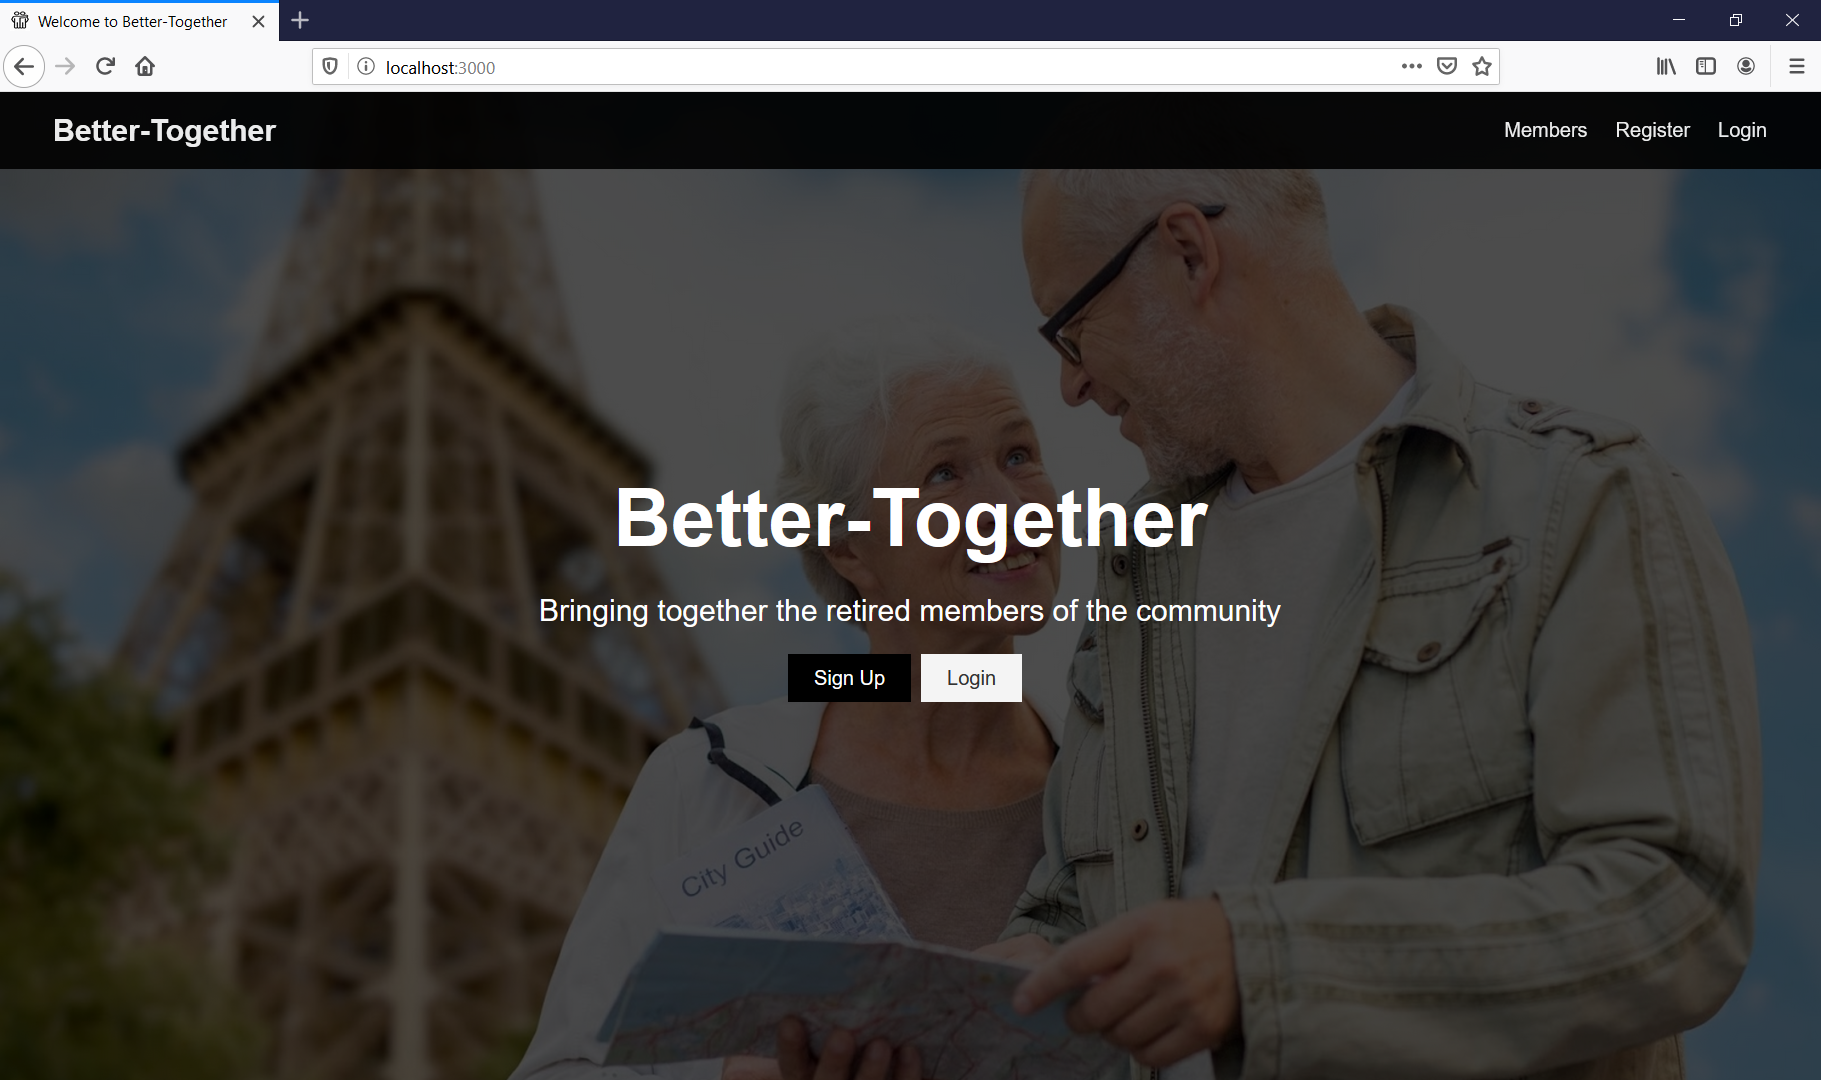 Welcome to Better-Together
localhost:3000
Better-Together
Members Register Login
Better-Together
Bringing together the retired members of the community
Sign Up Login
City Guide